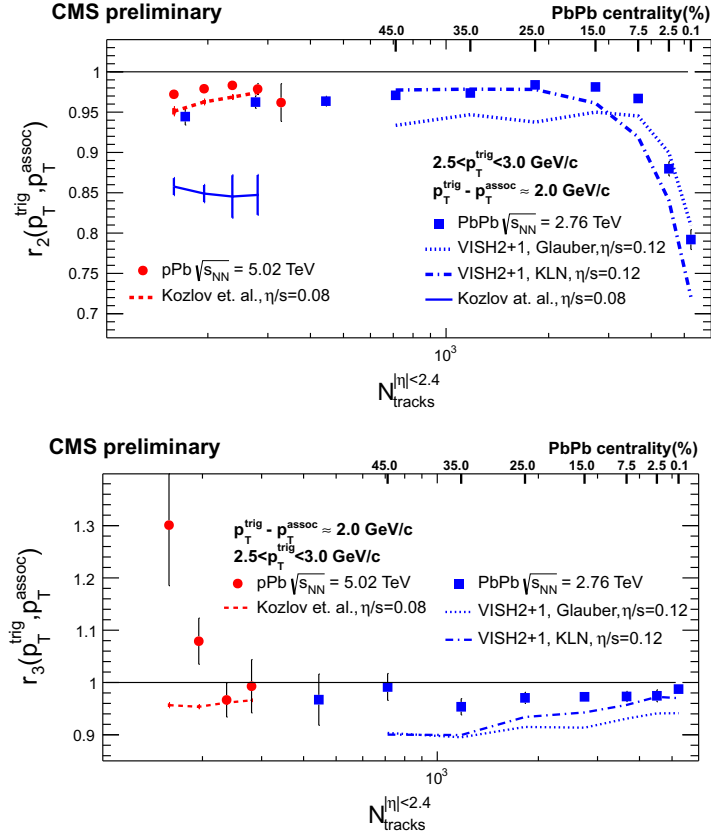 CMS preliminary
PbPb centrality(%)
45.0 35.0 25.0 15.0 7.5 2.5 0.1
1
0.95
0.9
0.85
0.8
0.75
0.7
r2(pTtrig,pTassoc)
2.5<pTtrig<3.0 GeV/c
pTtrig - pTassoc ≈ 2.0 GeV/c
PbPb √sNN = 2.76 TeV
VISH2+1, Glauber,η/s=0.12
VISH2+1, KLN,η/s=0.12
Kozlov at. al.,η/s=0.08
pPb √sNN = 5.02 TeV
Kozlov et. al.,η/s=0.08
10³
Ntracks|η|<2.4
CMS preliminary
PbPb centrality(%)
45.0 35.0 25.0 15.0 7.5 2.5 0.1
1.3
1.2
1.1
1
0.9
r3(pTtrig,pTassoc)
pTtrig - pTassoc ≈ 2.0 GeV/c
2.5<pTtrig<3.0 GeV/c
pPb √sNN = 5.02 TeV
Kozlov et. al.,η/s=0.08
PbPb √sNN = 2.76 TeV
VISH2+1, Glauber,η/s=0.12
VISH2+1, KLN, η/s=0.12
10³
Ntracks|η|<2.4